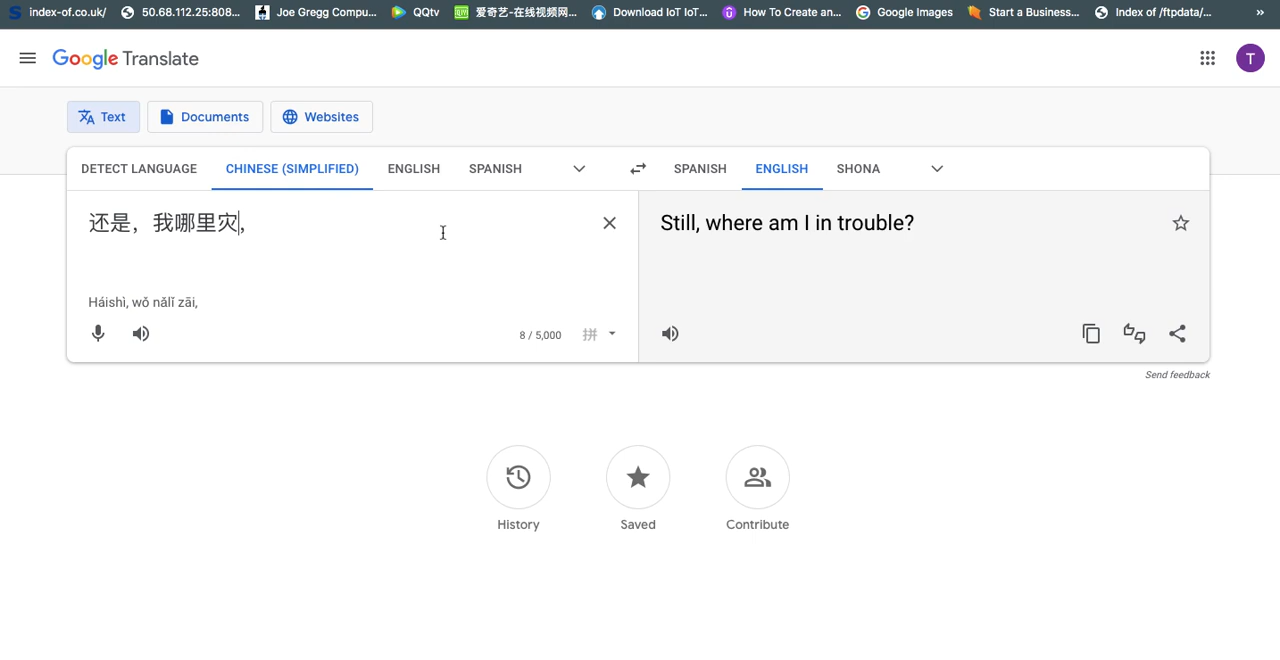 index-of.co.uk/ 50.68.112.25:808... Joe Gregg Compu... QQtv 爱奇艺-在线视频网... Download IoT IoT... How To Create an... Google Images Start a Business... Index of /ftpdata/... »
Google Translate T
Text Documents Websites
DETECT LANGUAGE CHINESE (SIMPLIFIED) ENGLISH SPANISH SPANISH ENGLISH SHONA
还是，我哪里灾,
Still, where am I in trouble?
Háishì, wǒ nǎlǐ zāi,
8 / 5,000 拼
Send feedback
History Saved Contribute